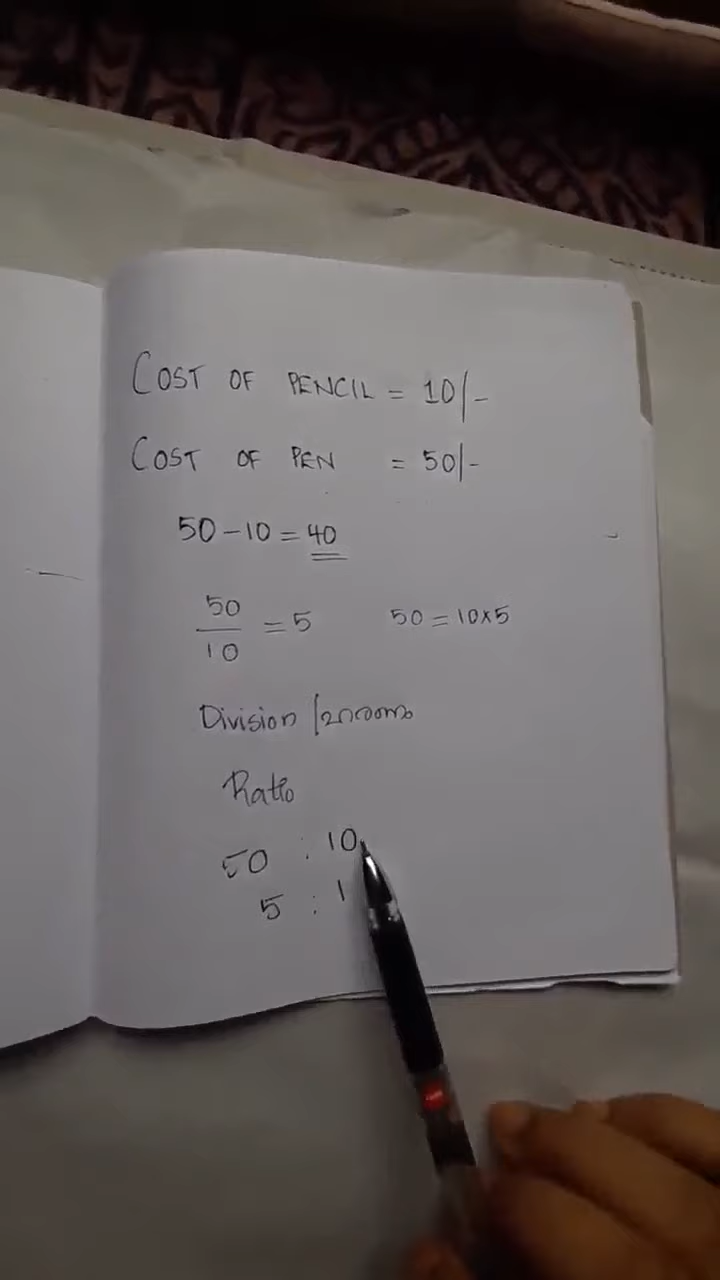 COST OF PENCIL = 10/-
COST OF PEN = 50/-
50 - 10 = 40
50/10 = 5 50 = 10x5
Division / ഹരണം
Ratio
50 : 10
5 : 1